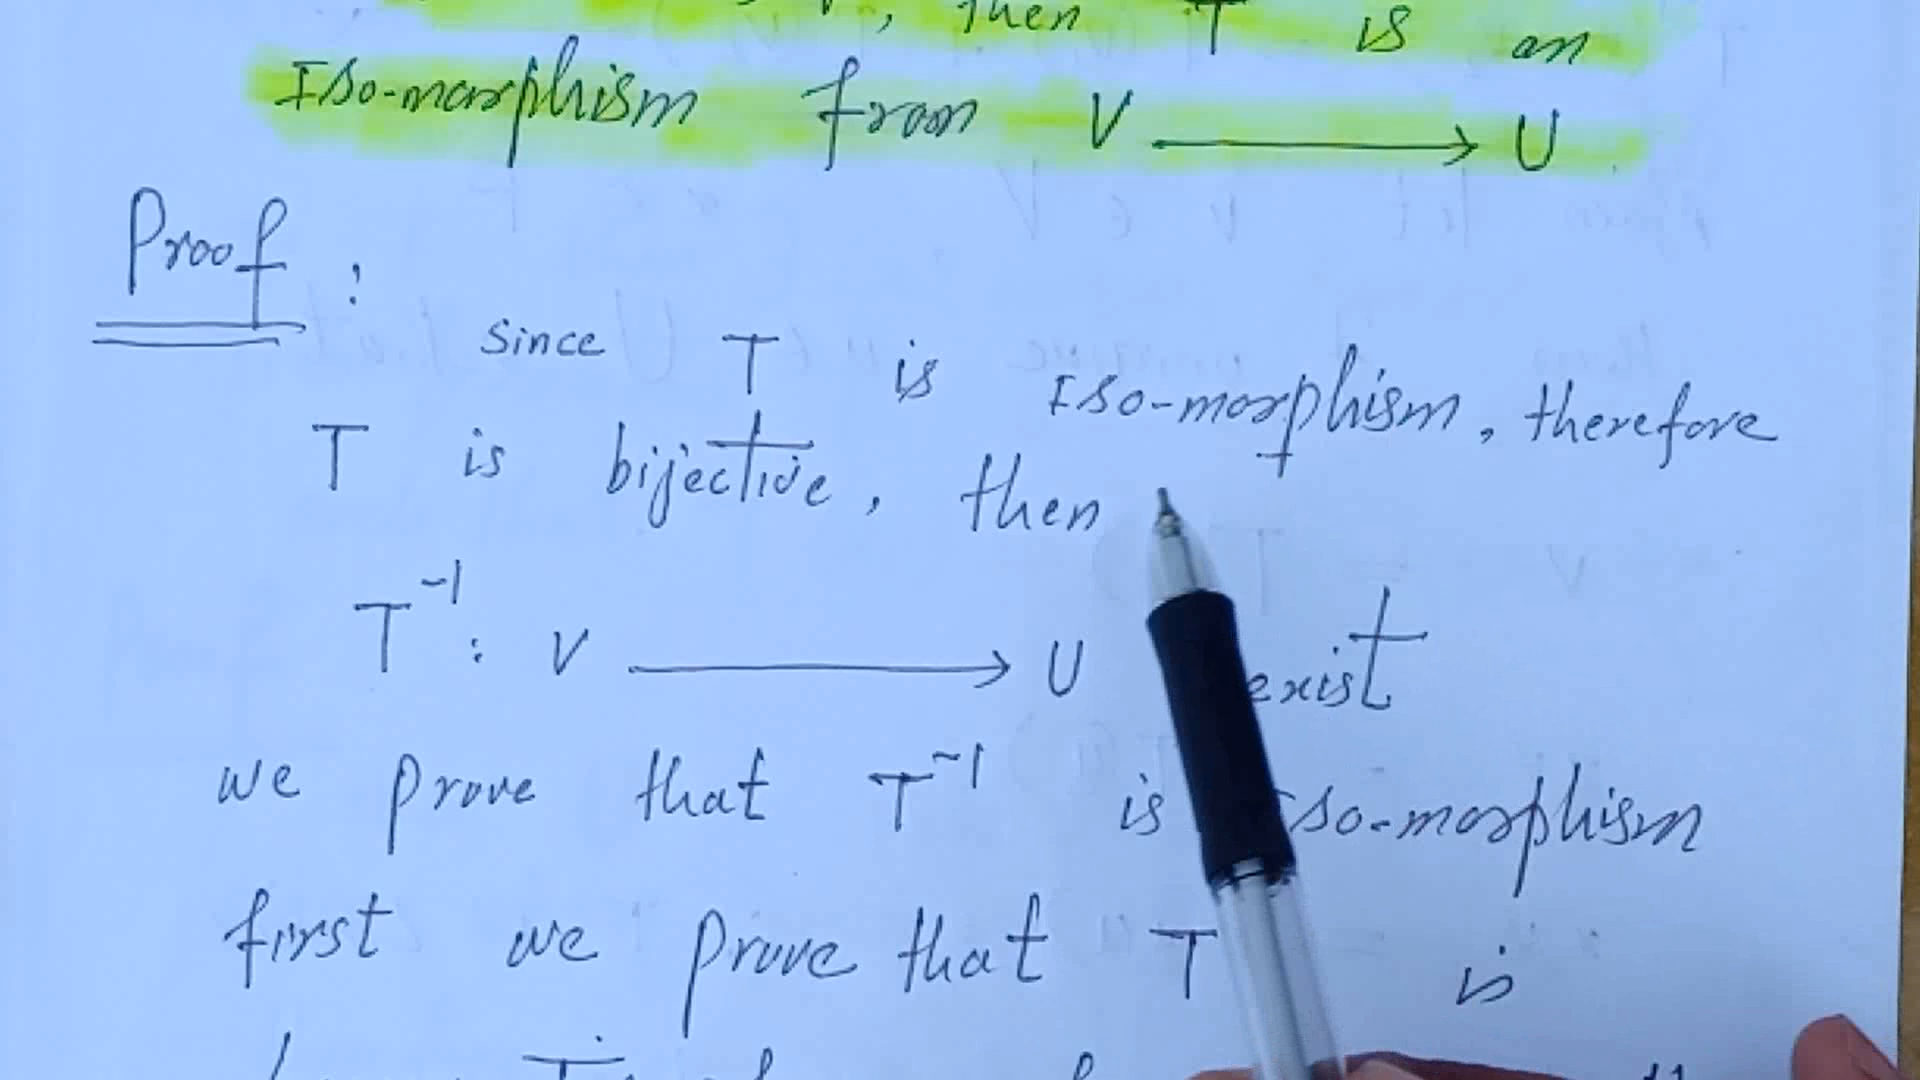 , then T is an
Iso-morphism from V → U
Proof :
since T is Iso-morphism, therefore
T is bijective, then
T⁻¹ : V → U exist
we prove that T⁻¹ is Iso-morphism
first we prove that T is